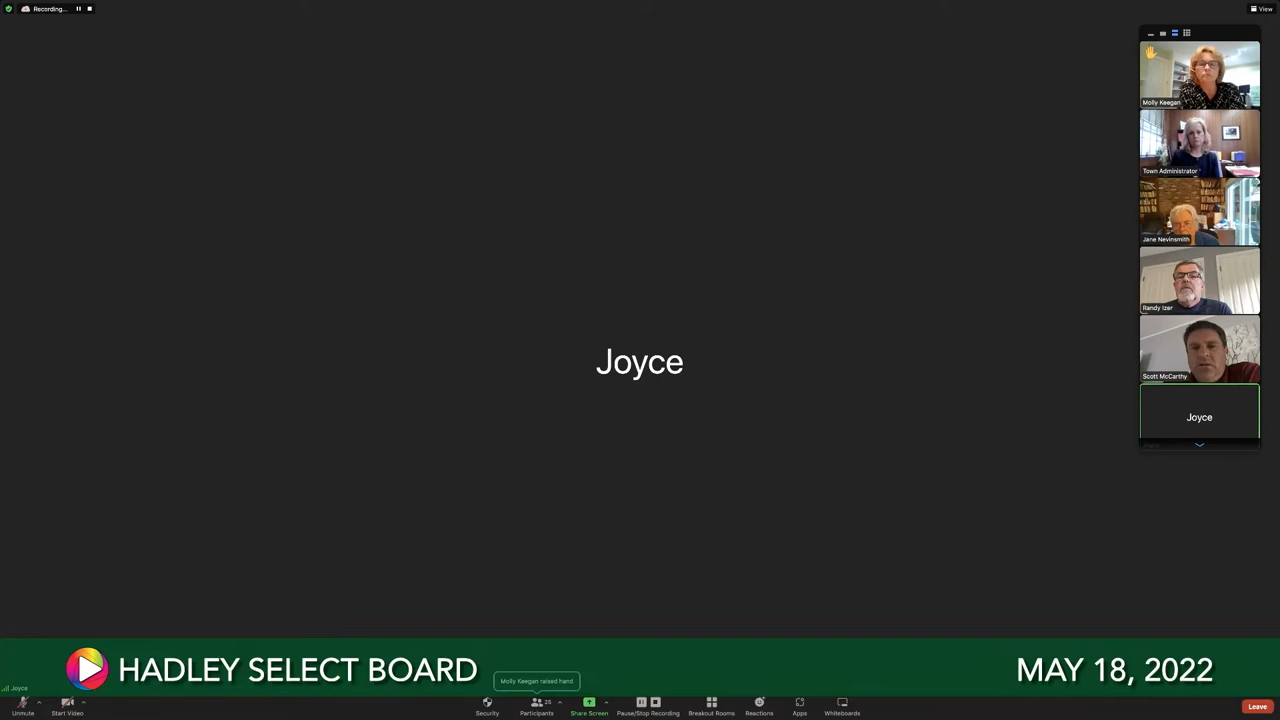 Recording...
View
Molly Keegan
Town Administrator
Jane Nevinsmith
Randy Izer
Scott McCarthy
Joyce
Joyce
HADLEY SELECT BOARD
MAY 18, 2022
Molly Keegan raised hand
Joyce
Unmute
Start Video
Security
25
Participants
Share Screen
Pause/Stop Recording
Breakout Rooms
Reactions
Apps
Whiteboards
Leave